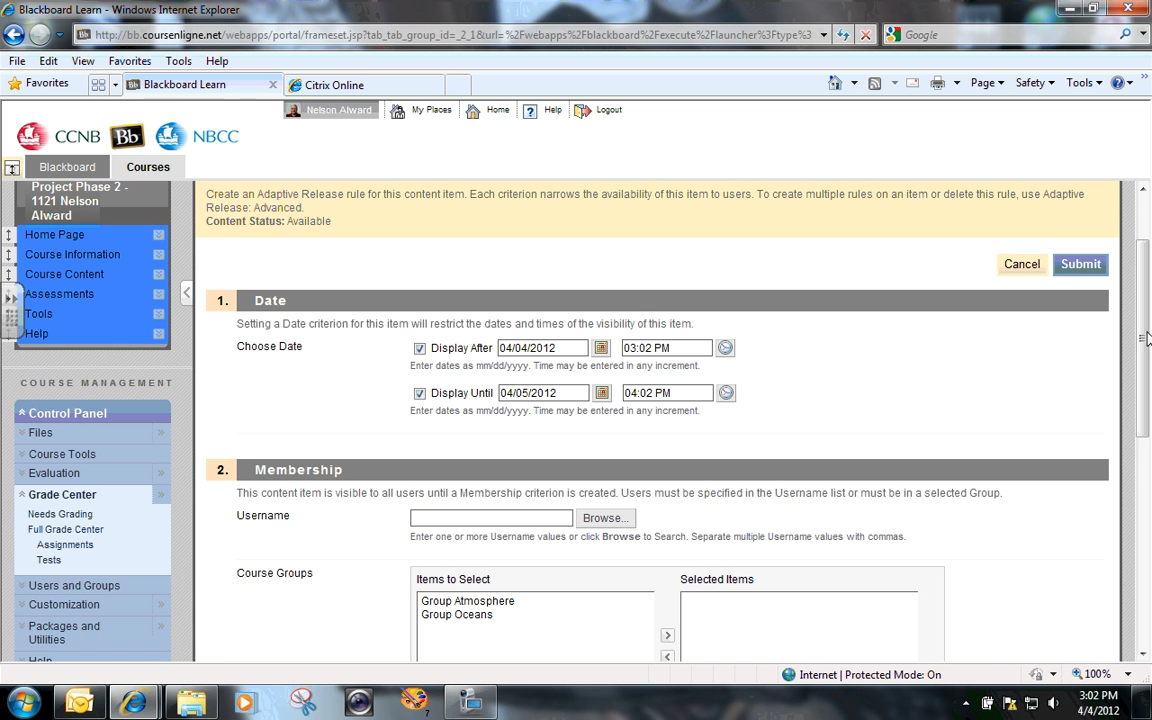 Blackboard Learn - Windows Internet Explorer
http://bb.coursenligne.net/webapps/portal/frameset.jsp?tab_tab_group_id=_2_1&url=%2Fwebapps%2Fblackboard%2Fexecute%2Flauncher%3Ftype%3
Google
File Edit View Favorites Tools Help
Favorites
Blackboard Learn
Citrix Online
Page Safety Tools
Nelson Alward My Places Home Help Logout
CCNB Bb NBCC
Blackboard Courses
Project Phase 2 -
1121 Nelson
Alward
Home Page
Course Information
Course Content
Assessments
Tools
Help
COURSE MANAGEMENT
Control Panel
Files
Course Tools
Evaluation
Grade Center
Needs Grading
Full Grade Center
Assignments
Tests
Users and Groups
Customization
Packages and
Utilities
Help
Create an Adaptive Release rule for this content item. Each criterion narrows the availability of this item to users. To create multiple rules on an item or delete this rule, use Adaptive
Release: Advanced.
Content Status: Available
Cancel Submit
1. Date
Setting a Date criterion for this item will restrict the dates and times of the visibility of this item.
Choose Date
Display After 04/04/2012 03:02 PM
Enter dates as mm/dd/yyyy. Time may be entered in any increment.
Display Until 04/05/2012 04:02 PM
Enter dates as mm/dd/yyyy. Time may be entered in any increment.
2. Membership
This content item is visible to all users until a Membership criterion is created. Users must be specified in the Username list or must be in a selected Group.
Username
Browse...
Enter one or more Username values or click Browse to Search. Separate multiple Username values with commas.
Course Groups
Items to Select
Selected Items
Group Atmosphere
Group Oceans
Internet | Protected Mode: On
100%
3:02 PM
4/4/2012